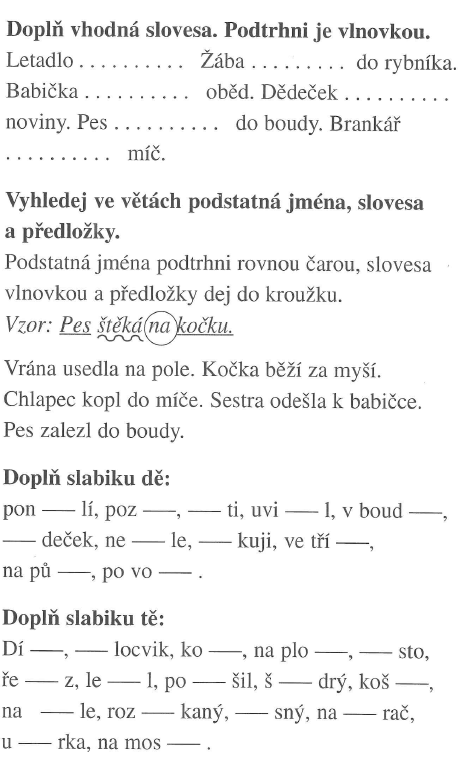 Doplň vhodná slovesa. Podtrhni je vlnovkou.
Letadlo . . . . . . . . . . Žába . . . . . . . . . do rybníka.
Babička . . . . . . . . . . oběd. Dědeček . . . . . . . . . .
noviny. Pes . . . . . . . . . . do boudy. Brankář
. . . . . . . . . . míč.
Vyhledej ve větách podstatná jména, slovesa
a předložky.
Podstatná jména podtrhni rovnou čarou, slovesa
vlnovkou a předložky dej do kroužku.
Vzor: Pes štěká na kočku.
Vrána usedla na pole. Kočka běží za myší.
Chlapec kopl do míče. Sestra odešla k babičce.
Pes zalezl do boudy.
Doplň slabiku dě:
pon — lí, poz —, — ti, uvi — l, v boud —,
— deček, ne — le, — kuji, ve tří —,
na pů —, po vo — .
Doplň slabiku tě:
Dí —, — locvik, ko —, na plo —, — sto,
ře — z, le — l, po — šil, š — drý, koš —,
na — le, roz — kaný, — sný, na — rač,
u — rka, na mos — .